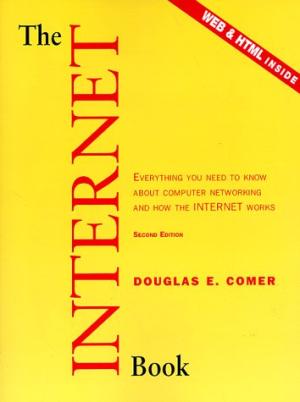 The
INTERNET
Book
WEB & HTML INSIDE
EVERYTHING YOU NEED TO KNOW
ABOUT COMPUTER NETWORKING
AND HOW THE INTERNET WORKS
SECOND EDITION
DOUGLAS E. COMER